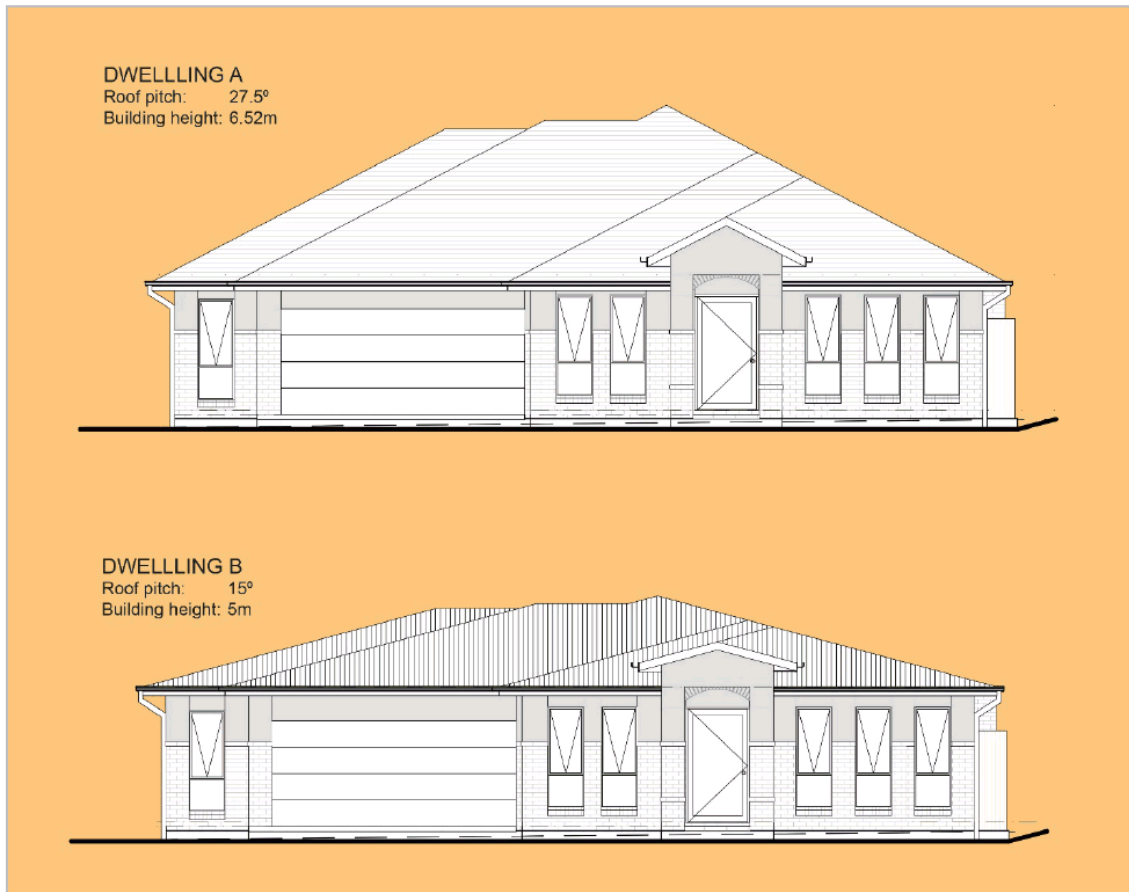 DWELLLING A
Roof pitch: 27.5º
Building height: 6.52m
DWELLLING B
Roof pitch: 15º
Building height: 5m